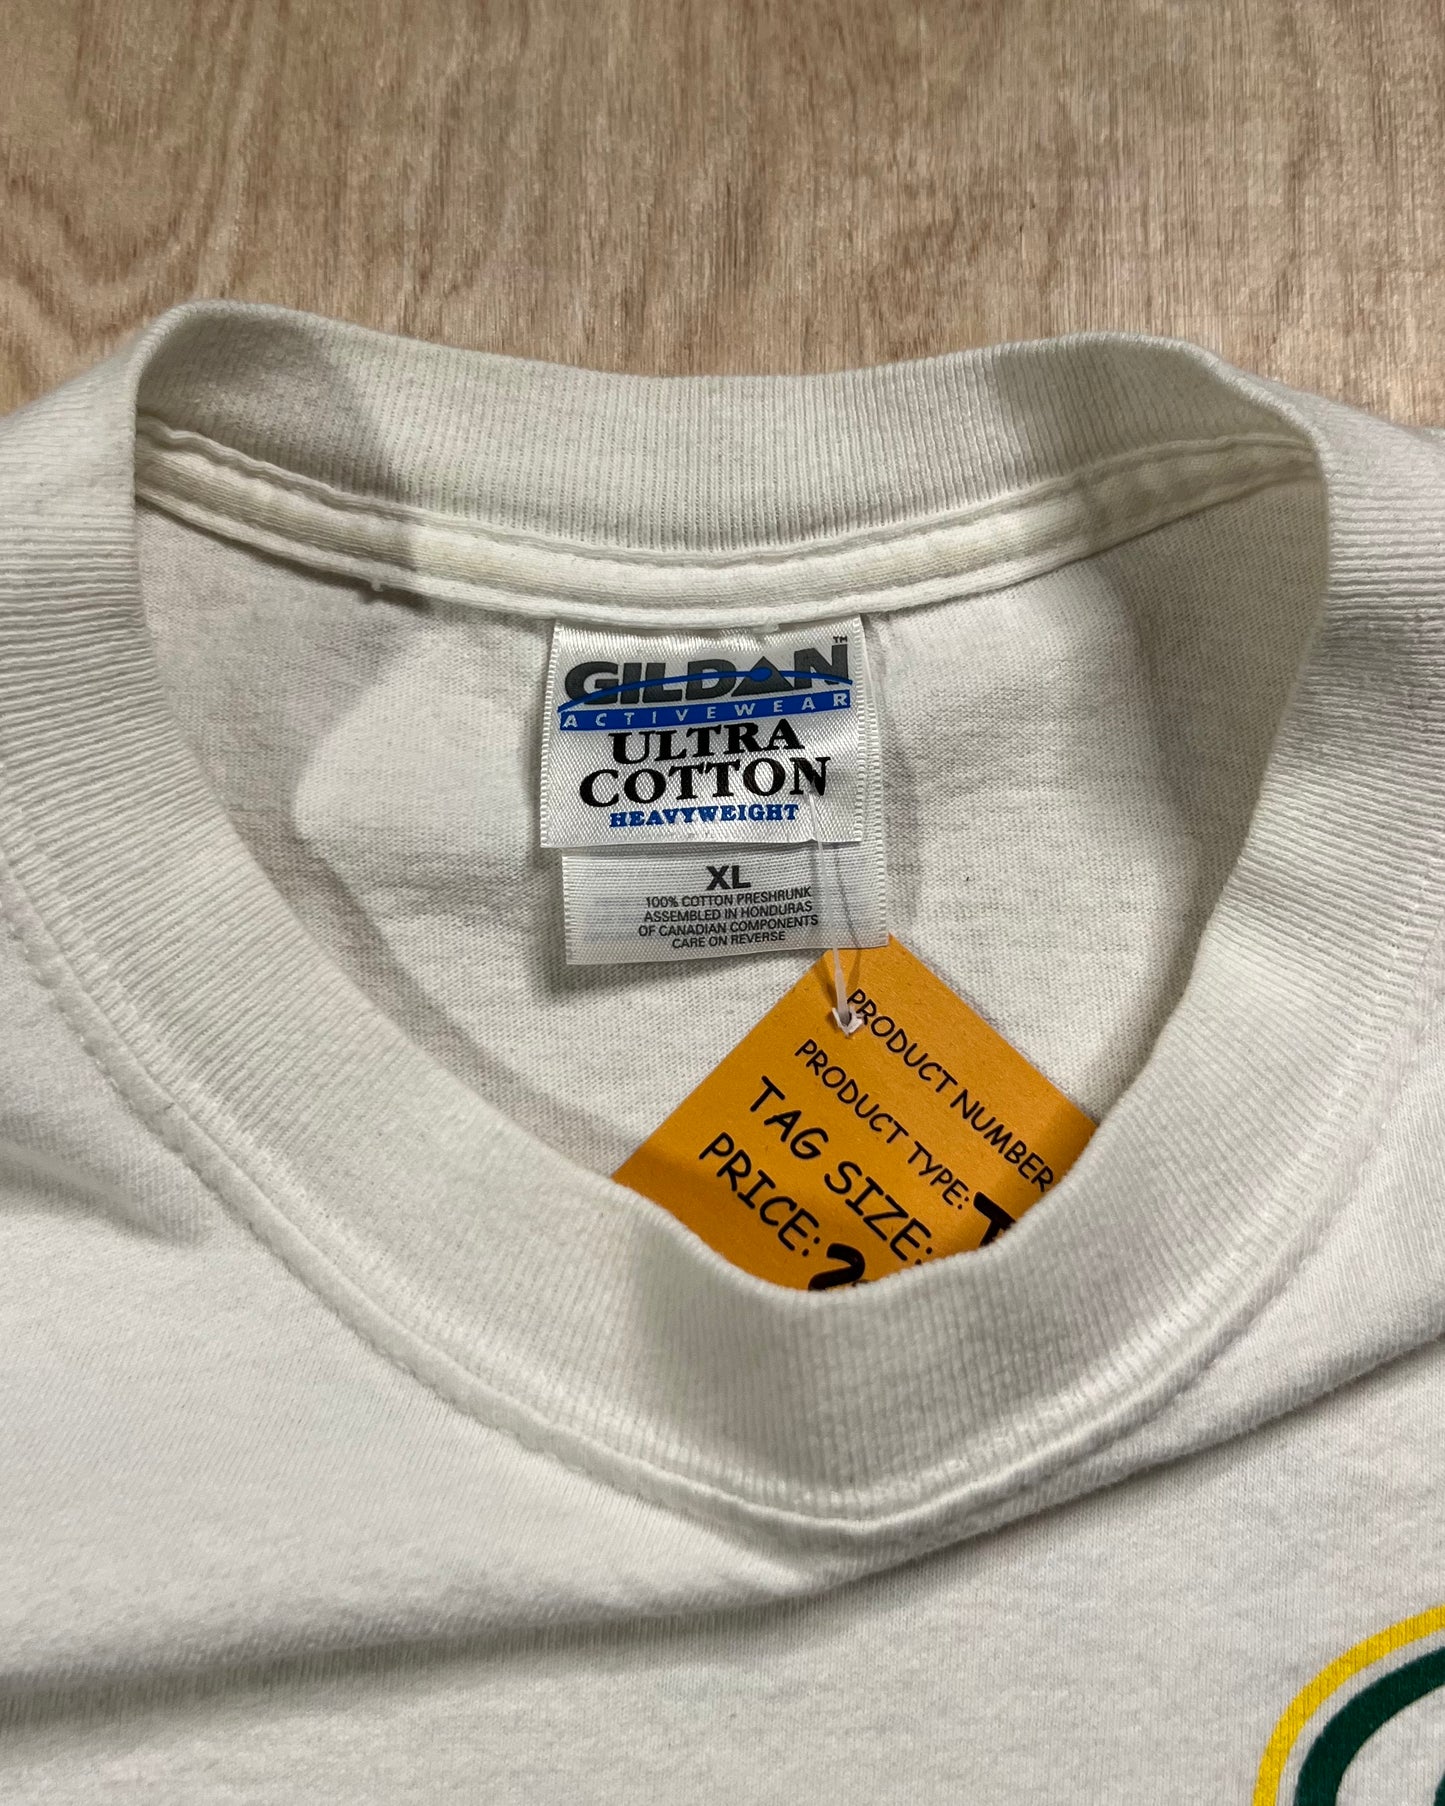 GILDAN™
ACTIVEWEAR
ULTRA
COTTON
HEAVYWEIGHT
XL
100% COTTON PRESHRUNK
ASSEMBLED IN HONDURAS
OF CANADIAN COMPONENTS
CARE ON REVERSE
PRODUCT NUMBER
PRODUCT TYPE:
TAG SIZE:
PRICE: